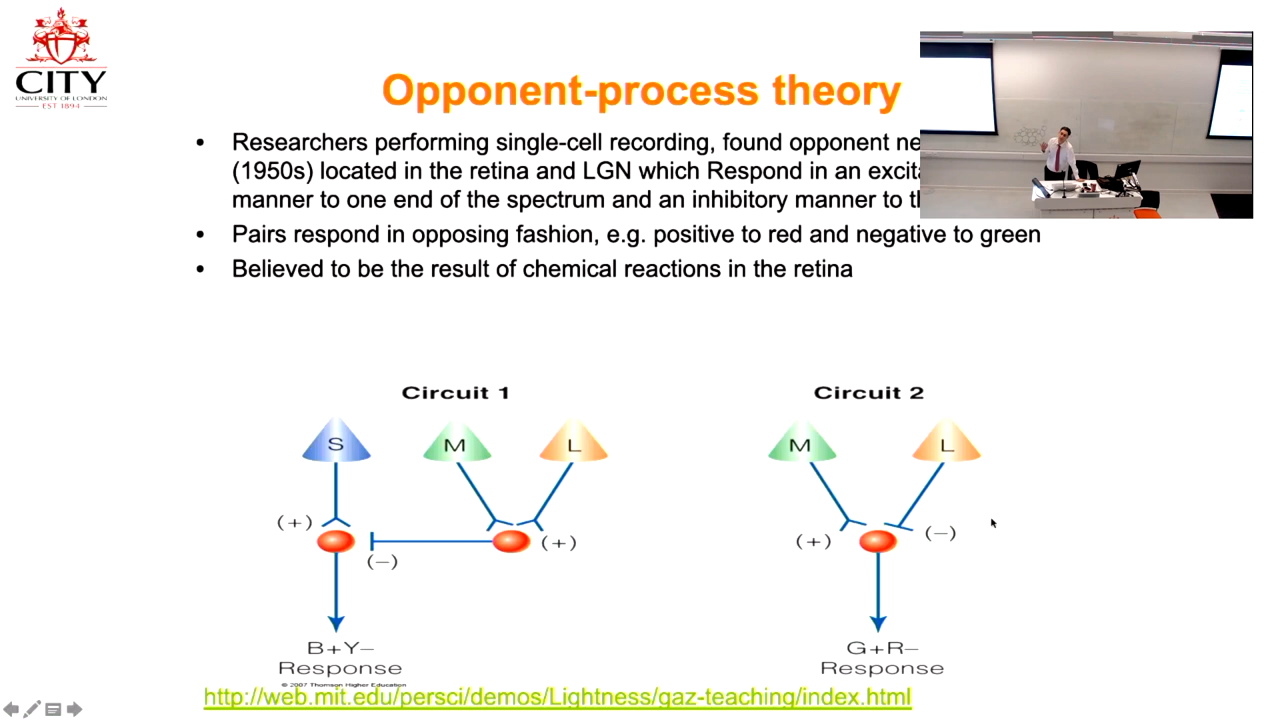 CITY
UNIVERSITY OF LONDON
EST 1894
Opponent-process theory
• Researchers performing single-cell recording, found opponent
(1950s) located in the retina and LGN which Respond in an
manner to one end of the spectrum and an inhibitory manner to
• Pairs respond in opposing fashion, e.g. positive to red and negative to green
• Believed to be the result of chemical reactions in the retina
Circuit 1
Circuit 2
S M L
M L
(+)
(–)
(+)
(+)
(–)
B+Y–
Response
G+R–
Response
© 2007 Thomson Higher Education
http://web.mit.edu/persci/demos/Lightness/gaz-teaching/index.html